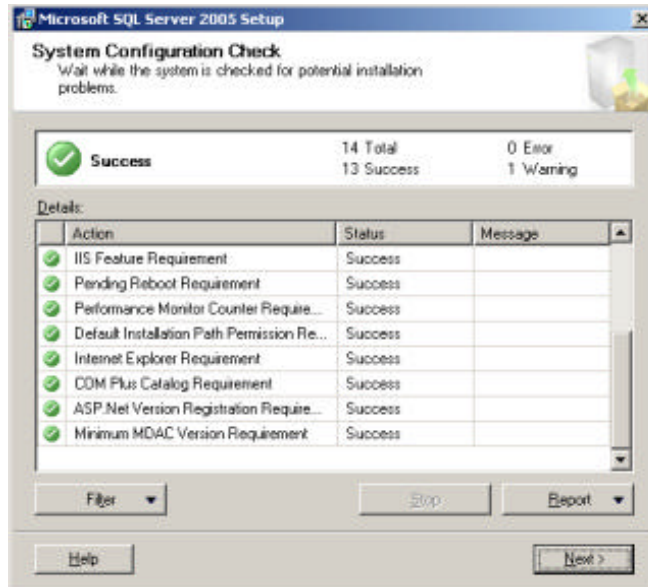 Microsoft SQL Server 2005 Setup
System Configuration Check
Wait while the system is checked for potential installation
problems.
Success
14 Total
0 Error
13 Success
1 Warning
Details:
Action Status Message
IIS Feature Requirement Success
Pending Reboot Requirement Success
Performance Monitor Counter Require... Success
Default Installation Path Permission Re... Success
Internet Explorer Requirement Success
COM Plus Catalog Requirement Success
ASP.Net Version Registration Require... Success
Minimum MDAC Version Requirement Success
Filter Stop Report
Help Next >